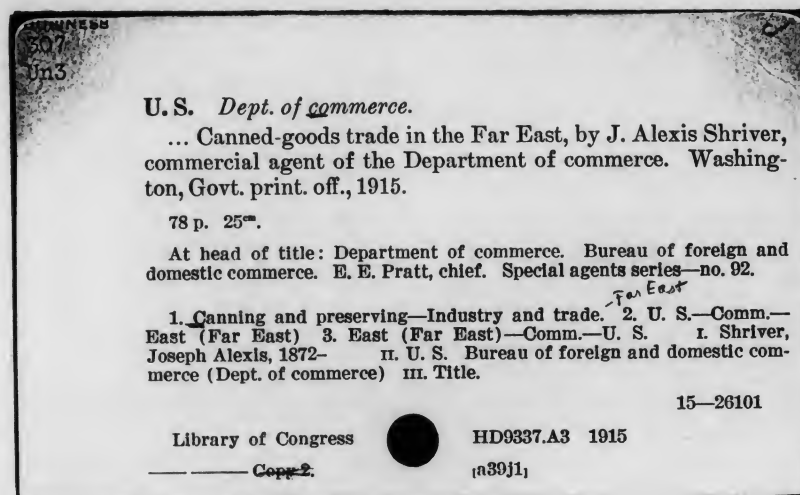 BUSINESS
307
Un3
U. S. Dept. of commerce.
... Canned-goods trade in the Far East, by J. Alexis Shriver,
commercial agent of the Department of commerce. Washing-
ton, Govt. print. off., 1915.
78 p. 25cm.
At head of title: Department of commerce. Bureau of foreign and
domestic commerce. E. E. Pratt, chief. Special agents series—no. 92.
-Far East
1. Canning and preserving—Industry and trade. 2. U. S.—Comm.—
East (Far East) 3. East (Far East)—Comm.—U. S. I. Shriver,
Joseph Alexis, 1872– II. U. S. Bureau of foreign and domestic com-
merce (Dept. of commerce) III. Title.
15—26101
Library of Congress HD9337.A3 1915
——— ——— Copy 2.
[a39j1]